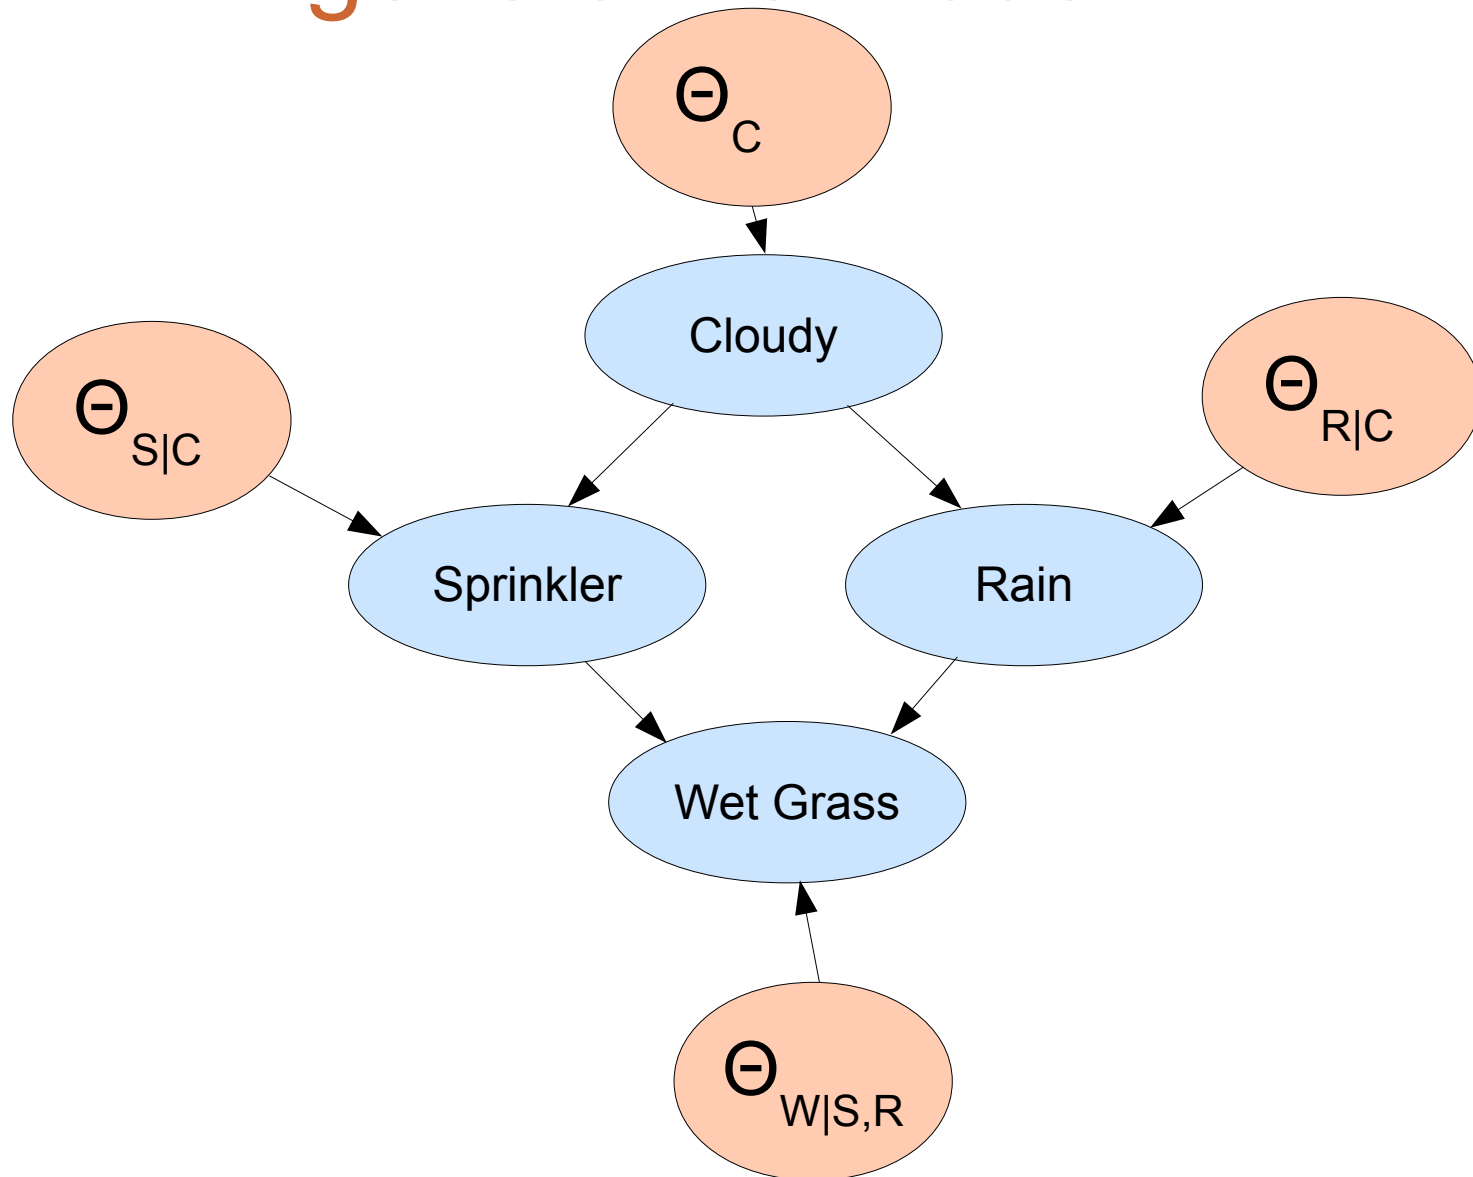 Θ C
Cloudy
Θ S|C
Θ R|C
Sprinkler
Rain
Wet Grass
Θ W|S,R